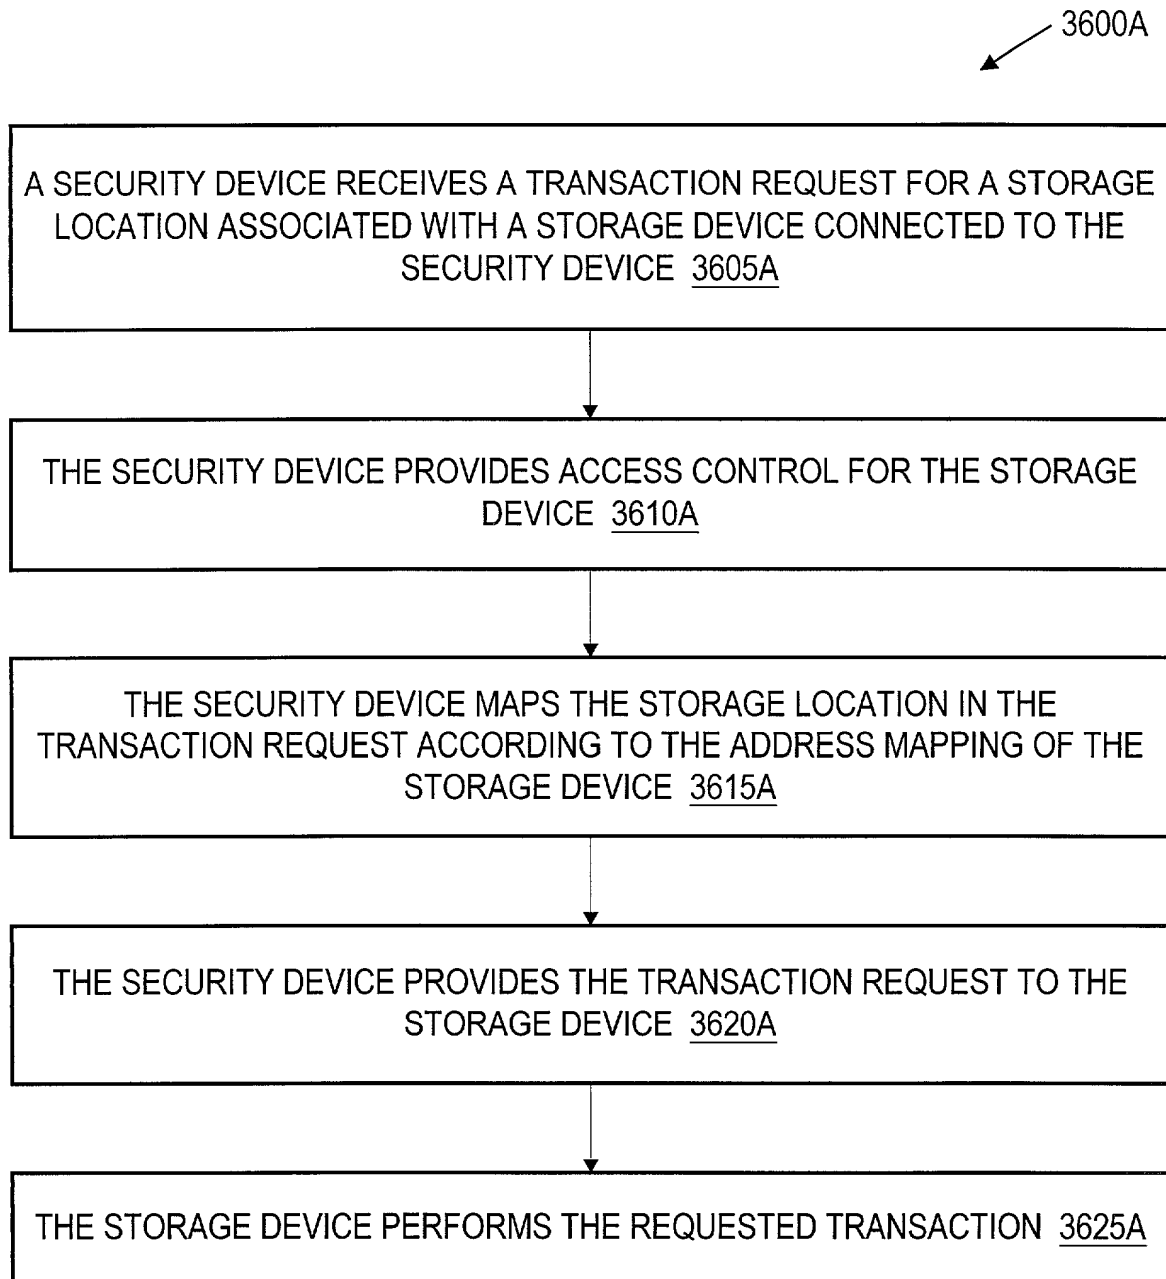 3600A
A SECURITY DEVICE RECEIVES A TRANSACTION REQUEST FOR A STORAGE
LOCATION ASSOCIATED WITH A STORAGE DEVICE CONNECTED TO THE
SECURITY DEVICE 3605A
THE SECURITY DEVICE PROVIDES ACCESS CONTROL FOR THE STORAGE
DEVICE 3610A
THE SECURITY DEVICE MAPS THE STORAGE LOCATION IN THE
TRANSACTION REQUEST ACCORDING TO THE ADDRESS MAPPING OF THE
STORAGE DEVICE 3615A
THE SECURITY DEVICE PROVIDES THE TRANSACTION REQUEST TO THE
STORAGE DEVICE 3620A
THE STORAGE DEVICE PERFORMS THE REQUESTED TRANSACTION 3625A